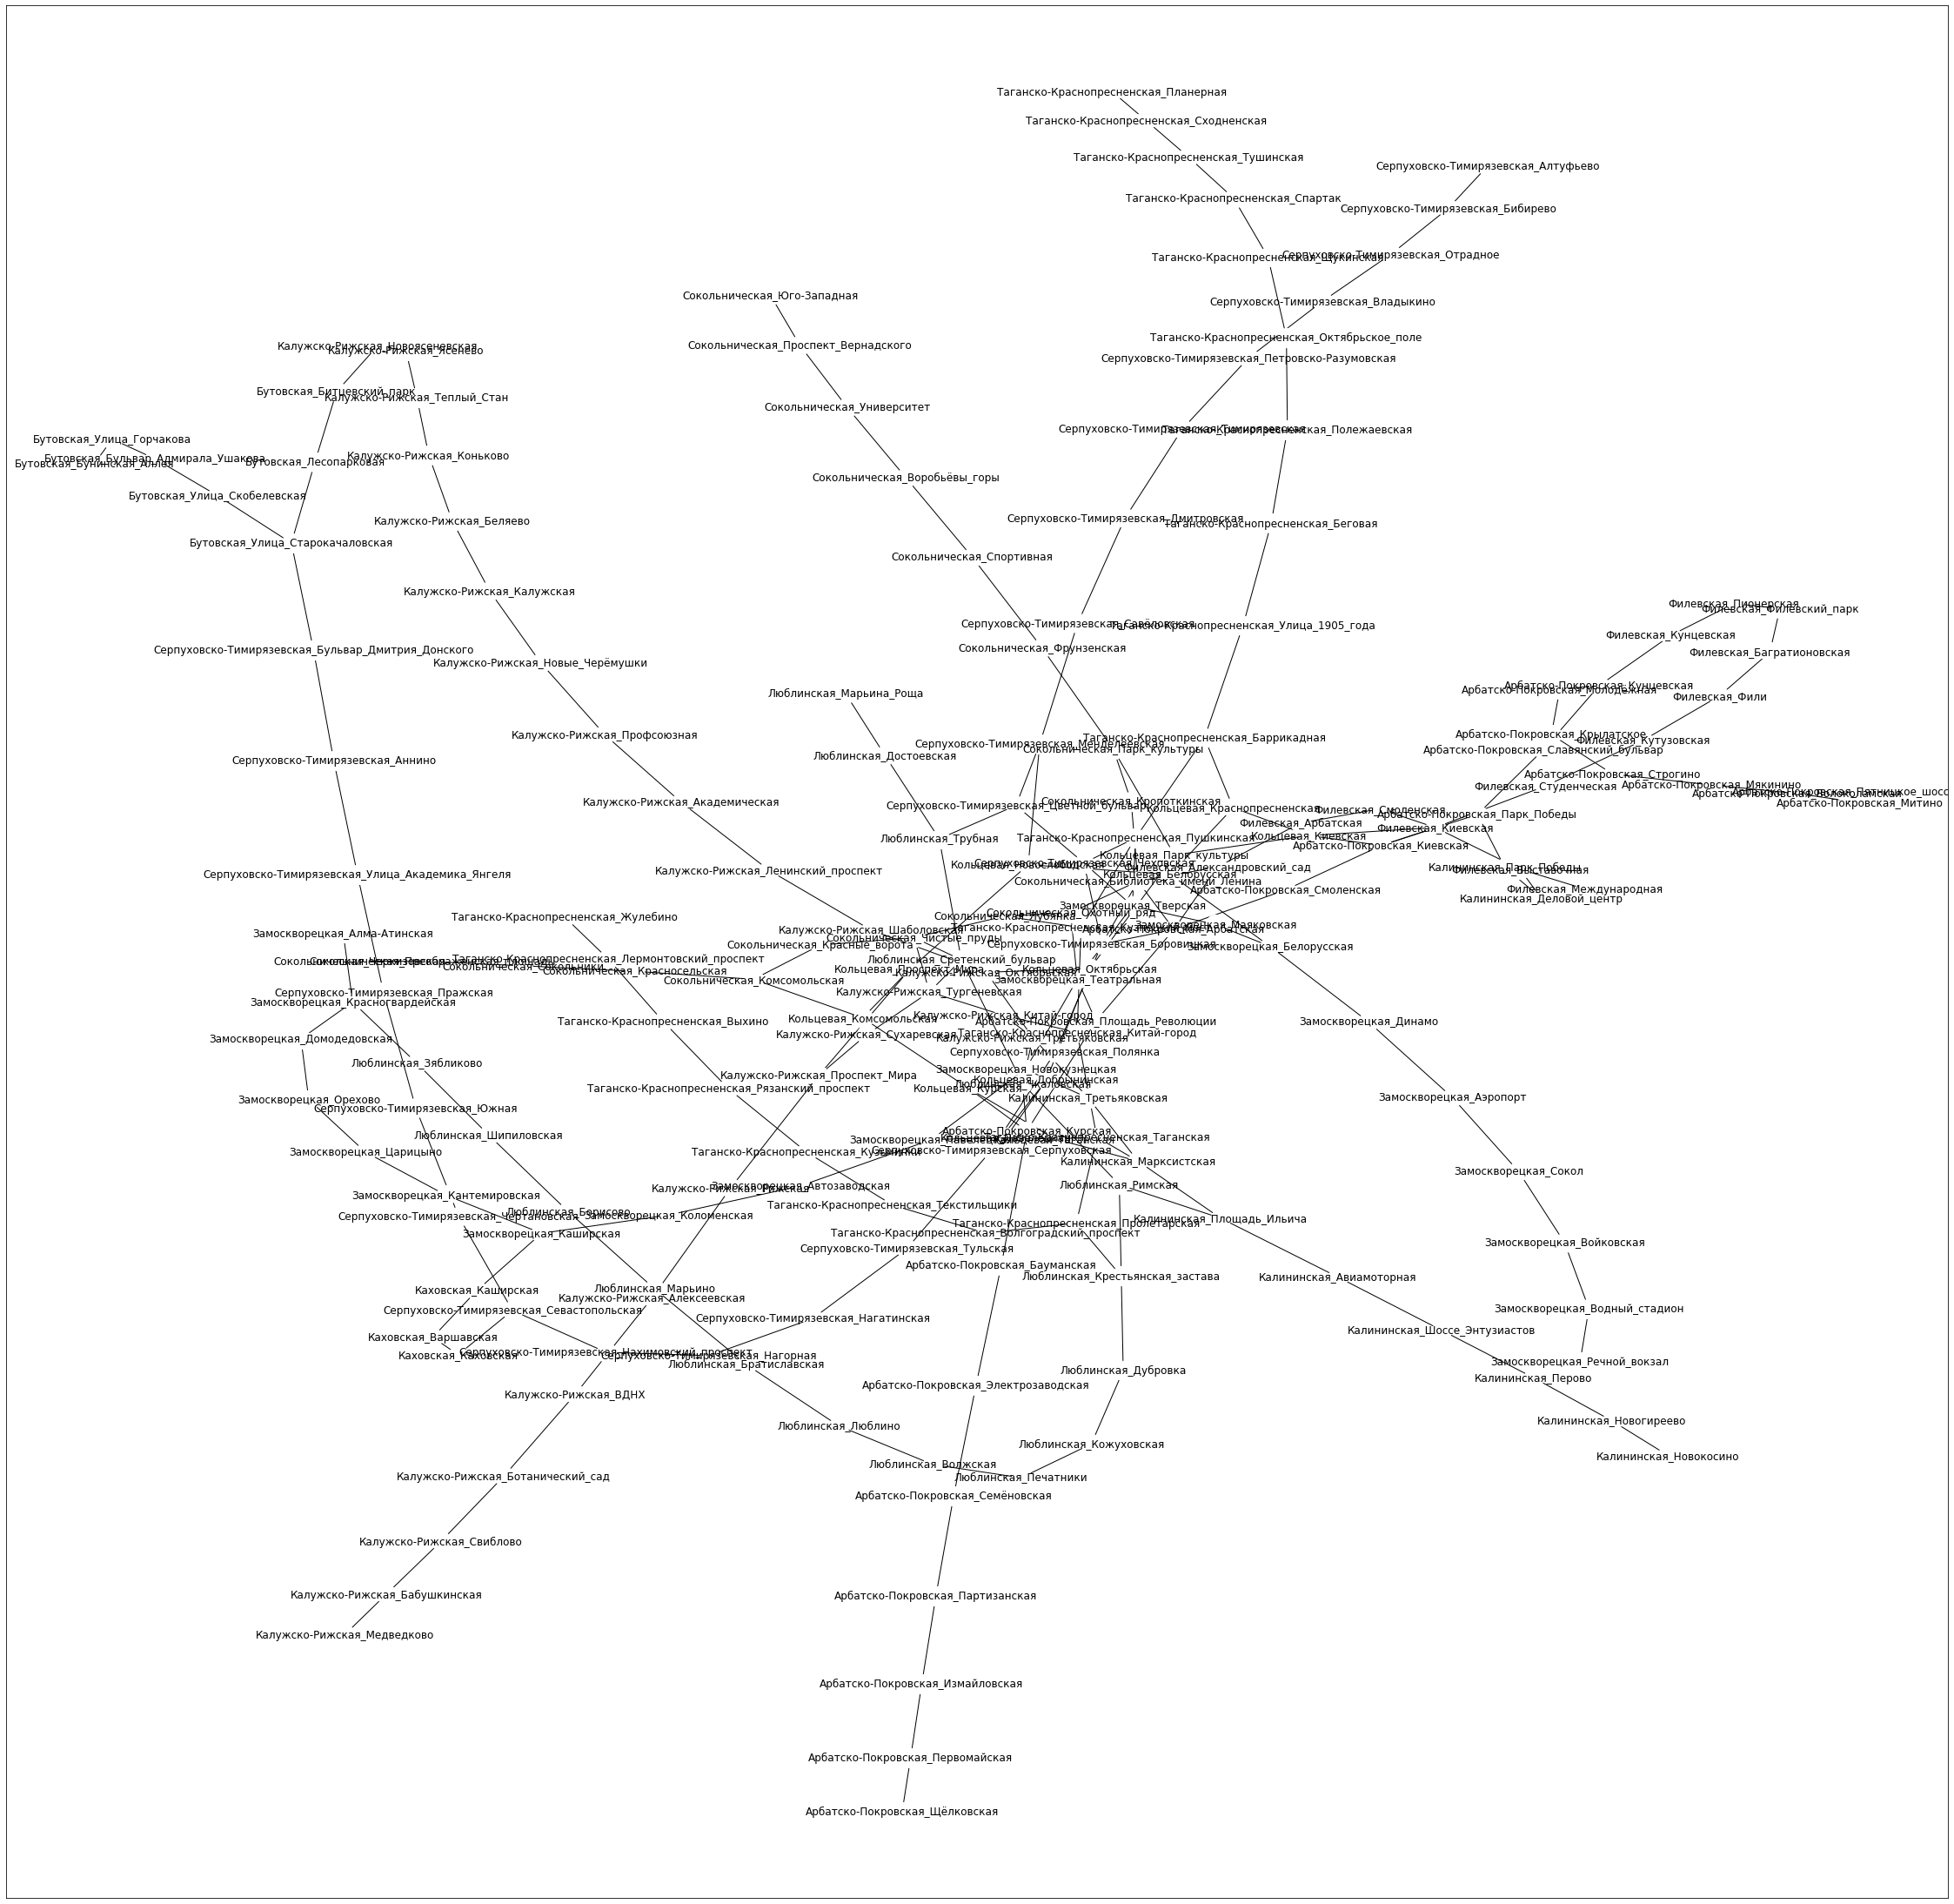 Таганско-Краснопресненская_Планерная
Таганско-Краснопресненская_Сходненская
Таганско-Краснопресненская_Тушинская
Серпуховско-Тимирязевская_Алтуфьево
Таганско-Краснопресненская_Спартак
Серпуховско-Тимирязевская_Бибирево
Таганско-Краснопресненская_Щукинская
Серпуховско-Тимирязевская_Отрадное
Сокольническая_Юго-Западная
Серпуховско-Тимирязевская_Владыкино
Таганско-Краснопресненская_Октябрьское_поле
Калужско-Рижская_Новоясеневская
Сокольническая_Проспект_Вернадского
Калужско-Рижская_Ясенево
Серпуховско-Тимирязевская_Петровско-Разумовская
Бутовская_Битцевский_парк
Калужско-Рижская_Теплый_Стан
Сокольническая_Университет
Серпуховско-Тимирязевская_Тимирязевская
Таганско-Краснопресненская_Полежаевская
Бутовская_Улица_Горчакова
Калужско-Рижская_Коньково
Бутовская_Бульвар_Адмирала_Ушакова
Бутовская_Бунинская_Аллея
Бутовская_Лесопарковая
Сокольническая_Воробьёвы_горы
Бутовская_Улица_Скобелевская
Серпуховско-Тимирязевская_Дмитровская
Калужско-Рижская_Беляево
Таганско-Краснопресненская_Беговая
Бутовская_Улица_Старокачаловская
Сокольническая_Спортивная
Калужско-Рижская_Калужская
Филевская_Пионерская
Филевская_Филевский_парк
Серпуховско-Тимирязевская_Савёловская
Таганско-Краснопресненская_Улица_1905_года
Филевская_Кунцевская
Серпуховско-Тимирязевская_Бульвар_Дмитрия_Донского
Сокольническая_Фрунзенская
Филевская_Багратионовская
Калужско-Рижская_Новые_Черёмушки
Арбатско-Покровская_Кунцевская
Арбатско-Покровская_Молодёжная
Люблинская_Марьина_Роща
Филевская_Фили
Калужско-Рижская_Профсоюзная
Арбатско-Покровская_Крылатское
Таганско-Краснопресненская_Баррикадная
Филевская_Кутузовская
Серпуховско-Тимирязевская_Менделеевская
Сокольническая_Парк_культуры
Арбатско-Покровская_Славянский_бульвар
Люблинская_Достоевская
Серпуховско-Тимирязевская_Аннино
Арбатско-Покровская_Строгино
Арбатско-Покровская_Мякинино
Филевская_Студенческая
Арбатско-Покровская_Волоколамская
Арбатско-Покровская_Митино
Калужско-Рижская_Академическая
Сокольническая_Кропоткинская
Серпуховско-Тимирязевская_Цветной_бульвар
Кольцевая_Краснопресненская
Филевская_Смоленская
Арбатско-Покровская_Парк_Победы
Филевская_Арбатская
Филевская_Киевская
Люблинская_Трубная
Таганско-Краснопресненская_Пушкинская
Кольцевая_Киевская
Арбатско-Покровская_Киевская
Кольцевая_Парк_культуры
Кольцевая_Новослободская
Серпуховско-Тимирязевская_Чеховская
Филевская_Александровский_сад
Калининская_Парк_Победы
Филевская_Выставочная
Калужско-Рижская_Ленинский_проспект
Серпуховско-Тимирязевская_Улица_Академика_Янгеля
Кольцевая_Белорусская
Сокольническая_Библиотека_имени_Ленина
Арбатско-Покровская_Смоленская
Филевская_Международная
Калининская_Деловой_центр
Замоскворецкая_Тверская
Таганско-Краснопресненская_Жулебино
Сокольническая_Лубянка
Сокольническая_Охотный_ряд
Замоскворецкая_Маяковская
Арбатско-Покровская_Арбатская
Замоскворецкая_Алма-Атинская
Калужско-Рижская_Шаболовская
Сокольническая_Чистые_пруды
Сокольническая_Красные_ворота
Серпуховско-Тимирязевская_Боровицкая
Замоскворецкая_Белорусская
Таганско-Краснопресненская_Лермонтовский_проспект
Люблинская_Сретенский_бульвар
Сокольническая_Сокольники
Сокольническая_Красносельская
Кольцевая_Проспект_Мира
Калужско-Рижская_Октябрьская
Кольцевая_Октябрьская
Сокольническая_Комсомольская
Замоскворецкая_Театральная
Серпуховско-Тимирязевская_Пражская
Калужско-Рижская_Тургеневская
Замоскворецкая_Красногвардейская
Калужско-Рижская_Китай-город
Кольцевая_Комсомольская
Таганско-Краснопресненская_Выхино
Арбатско-Покровская_Площадь_Революции
Замоскворецкая_Динамо
Таганско-Краснопресненская_Китай-город
Калужско-Рижская_Сухаревская
Калужско-Рижская_Третьяковская
Замоскворецкая_Домодедовская
Серпуховско-Тимирязевская_Полянка
Люблинская_Зябликово
Замоскворецкая_Новокузнецкая
Калужско-Рижская_Проспект_Мира
Кольцевая_Добрынинская
Таганско-Краснопресненская_Рязанский_проспект
Кольцевая_Курская
Замоскворецкая_Орехово
Калининская_Третьяковская
Замоскворецкая_Аэропорт
Серпуховско-Тимирязевская_Южная
Люблинская_Шипиловская
Арбатско-Покровская_Курская
Серпуховско-Тимирязевская_Серпуховская
Замоскворецкая_Царицыно
Таганско-Краснопресненская_Кузьминки
Калининская_Марксистская
Замоскворецкая_Сокол
Люблинская_Римская
Калужско-Рижская_Рижская
Замоскворецкая_Автозаводская
Замоскворецкая_Кантемировская
Таганско-Краснопресненская_Текстильщики
Люблинская_Борисово
Серпуховско-Тимирязевская_Чертановская
Замоскворецкая_Коломенская
Калининская_Площадь_Ильича
Таганско-Краснопресненская_Пролетарская
Таганско-Краснопресненская_Волгоградский_проспект
Замоскворецкая_Каширская
Замоскворецкая_Войковская
Серпуховско-Тимирязевская_Тульская
Арбатско-Покровская_Бауманская
Люблинская_Крестьянская_застава
Калининская_Авиамоторная
Каховская_Каширская
Люблинская_Марьино
Калужско-Рижская_Алексеевская
Серпуховско-Тимирязевская_Севастопольская
Замоскворецкая_Водный_стадион
Серпуховско-Тимирязевская_Нагатинская
Калининская_Шоссе_Энтузиастов
Каховская_Варшавская
Серпуховско-Тимирязевская_Нахимовский_проспект
Каховская_Каховская
Серпуховско-Тимирязевская_Нагорная
Люблинская_Братиславская
Замоскворецкая_Речной_вокзал
Люблинская_Дубровка
Калининская_Перово
Арбатско-Покровская_Электрозаводская
Калужско-Рижская_ВДНХ
Калининская_Новогиреево
Люблинская_Люблино
Люблинская_Кожуховская
Калининская_Новокосино
Люблинская_Волжская
Калужско-Рижская_Ботанический_сад
Люблинская_Печатники
Арбатско-Покровская_Семёновская
Калужско-Рижская_Свиблово
Калужско-Рижская_Бабушкинская
Арбатско-Покровская_Партизанская
Калужско-Рижская_Медведково
Арбатско-Покровская_Измайловская
Арбатско-Покровская_Первомайская
Арбатско-Покровская_Щёлковская